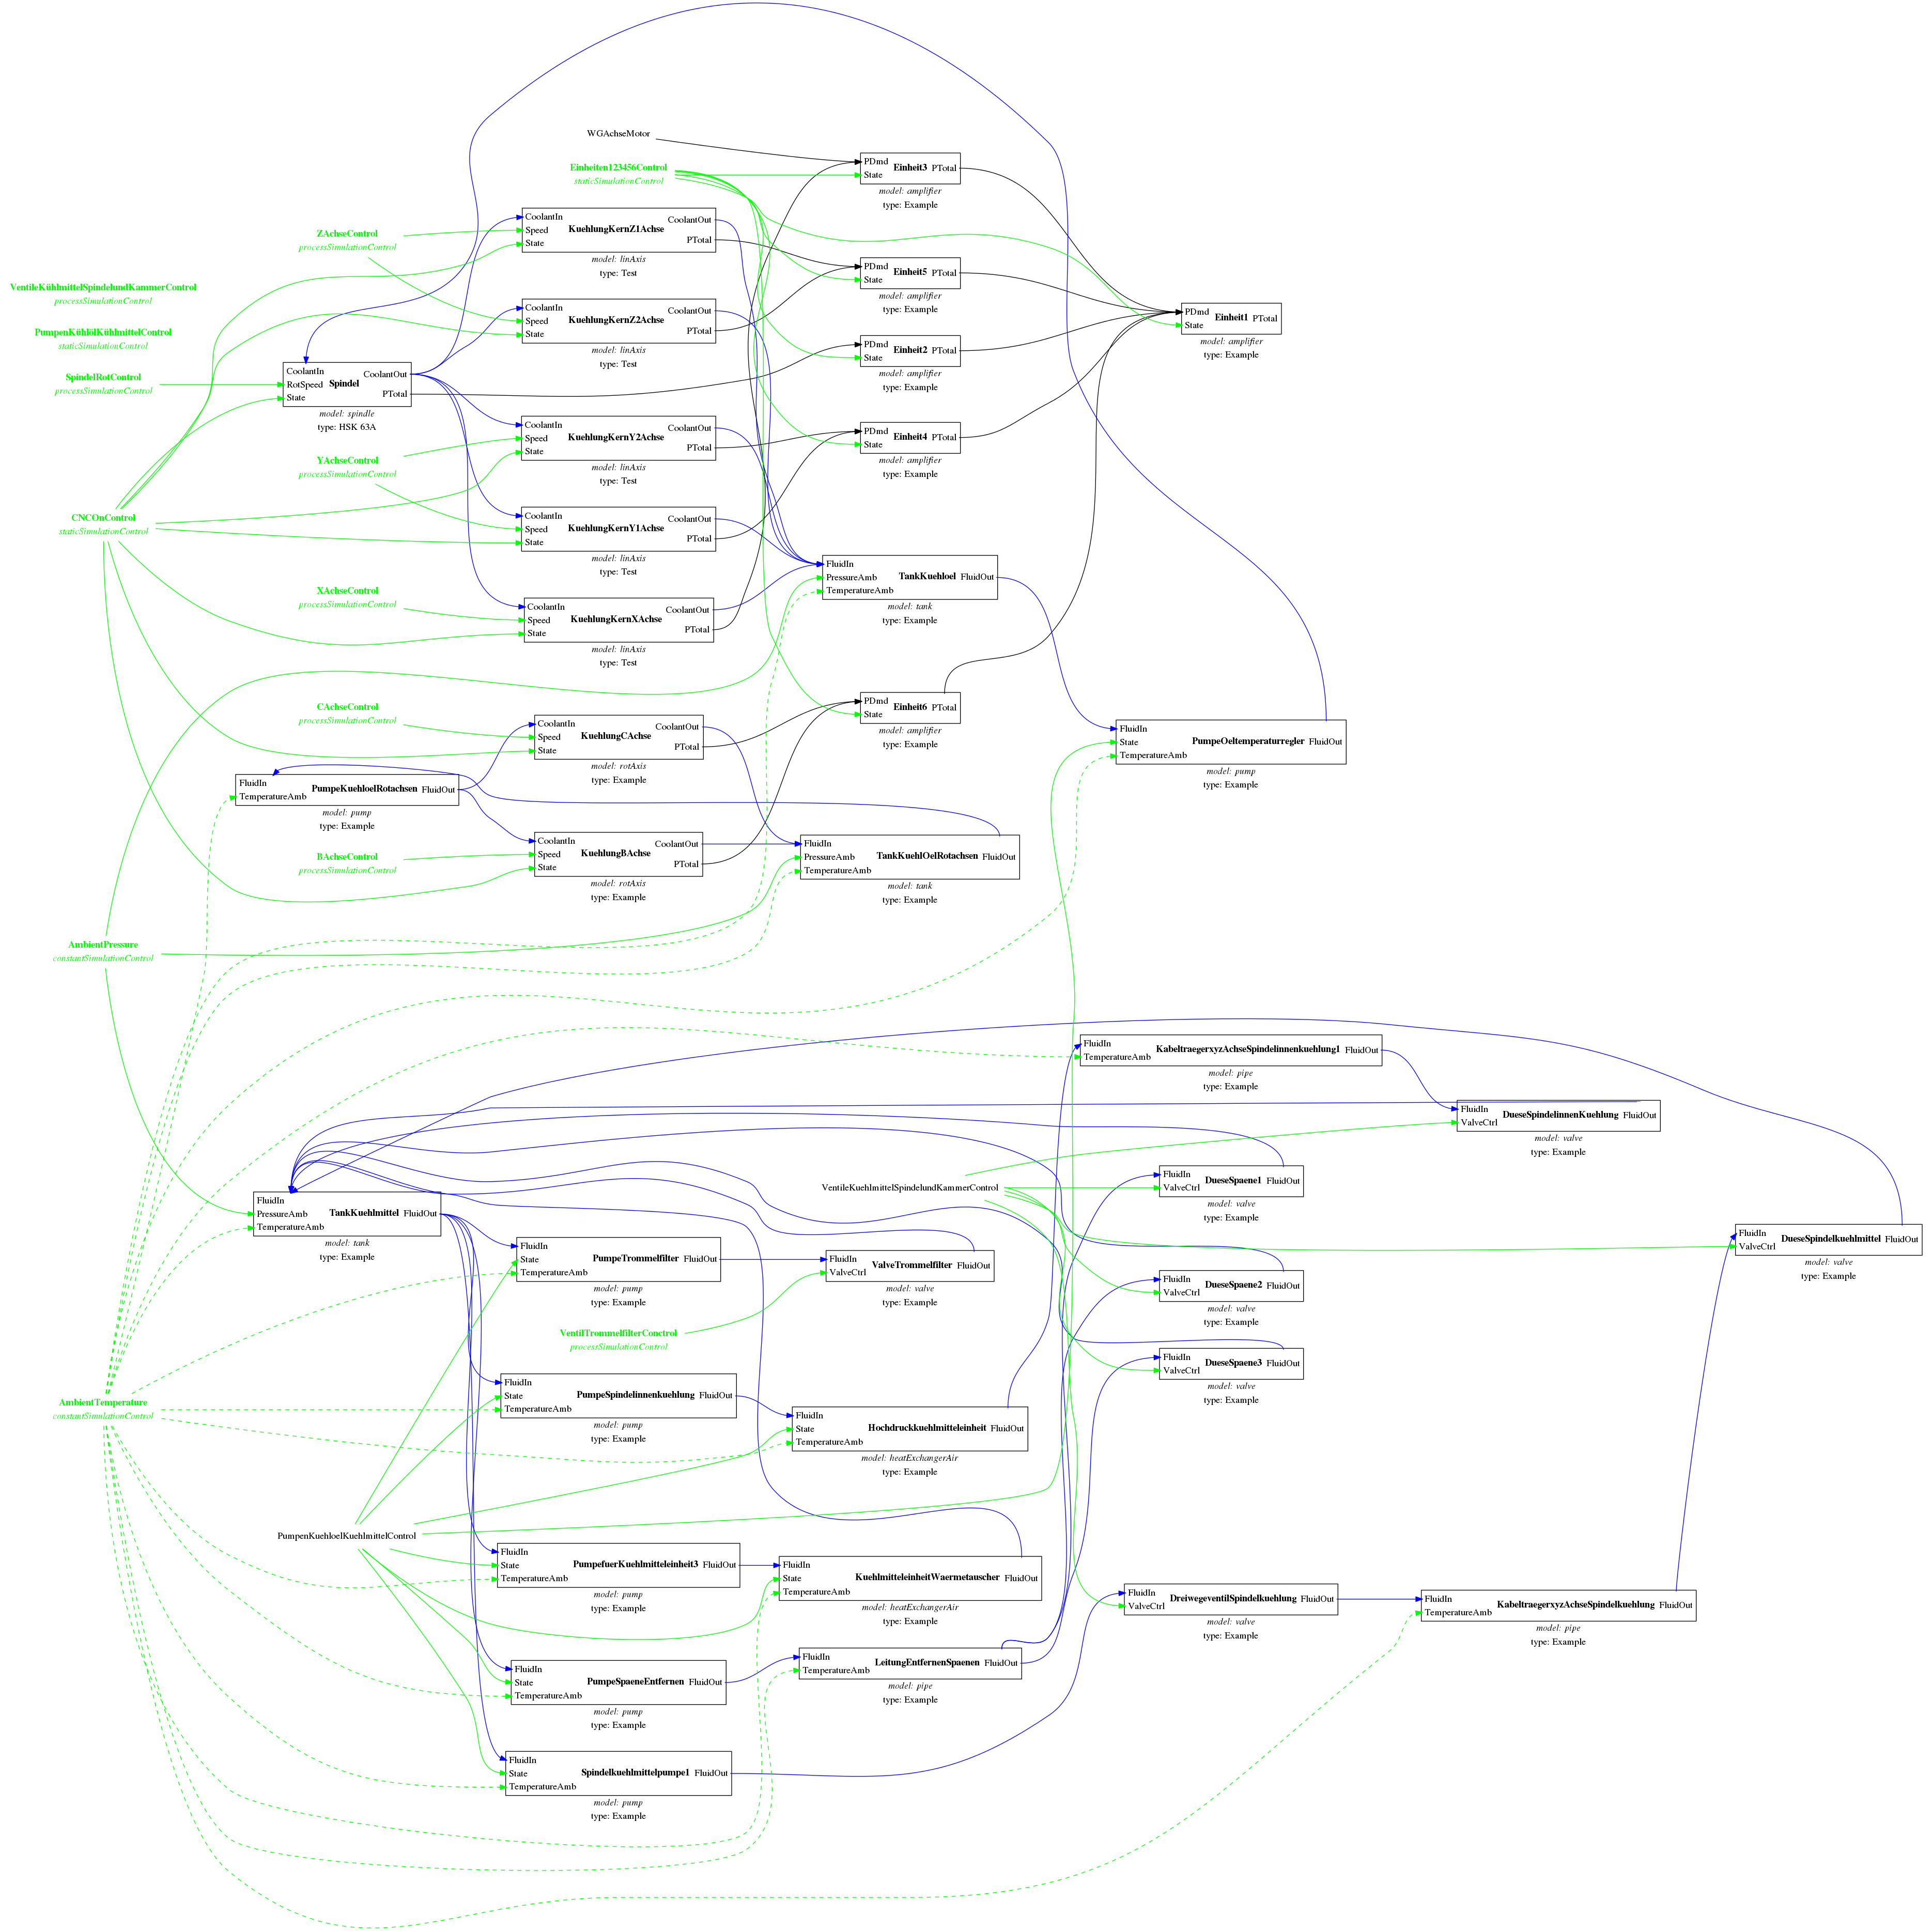 WGAchseMotor
Einheiten123456Control
staticSimulationControl
PDmd Einheit3 PTotal
State
model: amplifier
type: Example
ZAchseControl
processSimulationControl
CoolantIn CoolantOut
Speed KuehlungKernZ1Achse
State PTotal
model: linAxis
type: Test
PDmd Einheit5 PTotal
State
model: amplifier
type: Example
VentileKühlmittelSpindelundKammerControl
processSimulationControl
CoolantIn CoolantOut
Speed KuehlungKernZ2Achse
State PTotal
model: linAxis
type: Test
PDmd Einheit1 PTotal
State
model: amplifier
type: Example
PumpenKühlölKühlmittelControl
staticSimulationControl
PDmd Einheit2 PTotal
State
model: amplifier
type: Example
SpindelRotControl
processSimulationControl
CoolantIn CoolantOut
RotSpeed Spindel
State PTotal
model: spindle
type: HSK 63A
CoolantIn CoolantOut
Speed KuehlungKernY2Achse
State PTotal
model: linAxis
type: Test
PDmd Einheit4 PTotal
State
model: amplifier
type: Example
YAchseControl
processSimulationControl
CNCOnControl
staticSimulationControl
CoolantIn CoolantOut
Speed KuehlungKernY1Achse
State PTotal
model: linAxis
type: Test
FluidIn
PressureAmb TankKuehloel FluidOut
TemperatureAmb
model: tank
type: Example
XAchseControl
processSimulationControl
CoolantIn CoolantOut
Speed KuehlungKernXAchse
State PTotal
model: linAxis
type: Test
PDmd Einheit6 PTotal
State
model: amplifier
type: Example
CAchseControl
processSimulationControl
CoolantIn CoolantOut
Speed KuehlungCAchse
State PTotal
model: rotAxis
type: Example
FluidIn
State PumpeOeltemperaturregler FluidOut
TemperatureAmb
model: pump
type: Example
FluidIn PumpeKuehloelRotachsen FluidOut
TemperatureAmb
model: pump
type: Example
BAchseControl
processSimulationControl
CoolantIn CoolantOut
Speed KuehlungBAchse
State PTotal
model: rotAxis
type: Example
FluidIn
PressureAmb TankKuehlOelRotachsen FluidOut
TemperatureAmb
model: tank
type: Example
AmbientPressure
constantSimulationControl
FluidIn KabeltraegerxyzAchseSpindelinnenkuehlung1 FluidOut
TemperatureAmb
model: pipe
type: Example
FluidIn DueseSpindelinnenKuehlung FluidOut
ValveCtrl
model: valve
type: Example
VentileKuehlmittelSpindelundKammerControl
FluidIn DueseSpaene1 FluidOut
ValveCtrl
model: valve
type: Example
FluidIn
PressureAmb TankKuehlmittel FluidOut
TemperatureAmb
model: tank
type: Example
FluidIn DueseSpindelkuehlmittel FluidOut
ValveCtrl
model: valve
type: Example
FluidIn
State PumpeTrommelfilter FluidOut
TemperatureAmb
model: pump
type: Example
FluidIn ValveTrommelfilter FluidOut
ValveCtrl
model: valve
type: Example
FluidIn DueseSpaene2 FluidOut
ValveCtrl
model: valve
type: Example
VentilTrommelfilterConctrol
processSimulationControl
FluidIn DueseSpaene3 FluidOut
ValveCtrl
model: valve
type: Example
AmbientTemperature
constantSimulationControl
FluidIn
State PumpeSpindelinnenkuehlung FluidOut
TemperatureAmb
model: pump
type: Example
FluidIn
State Hochdruckkuehlmitteleinheit FluidOut
TemperatureAmb
model: heatExchangerAir
type: Example
PumpenKuehloelKuehlmittelControl
FluidIn
State PumpefuerKuehlmitteleinheit3 FluidOut
TemperatureAmb
model: pump
type: Example
FluidIn
State KuehlmitteleinheitWaermetauscher FluidOut
TemperatureAmb
model: heatExchangerAir
type: Example
FluidIn DreiwegeventilSpindelkuehlung FluidOut
ValveCtrl
model: valve
type: Example
FluidIn KabeltraegerxyzAchseSpindelkuehlung FluidOut
TemperatureAmb
model: pipe
type: Example
FluidIn
State PumpeSpaeneEntfernen FluidOut
TemperatureAmb
model: pump
type: Example
FluidIn LeitungEntfernenSpaenen FluidOut
TemperatureAmb
model: pipe
type: Example
FluidIn
State Spindelkuehlmittelpumpe1 FluidOut
TemperatureAmb
model: pump
type: Example